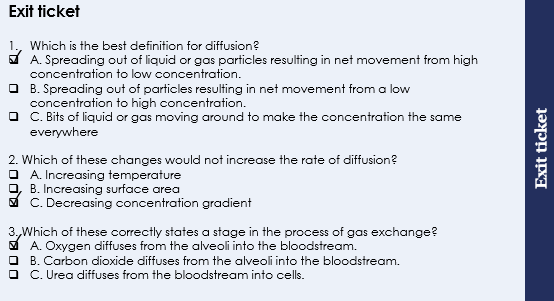 Exit ticket
1. Which is the best definition for diffusion?
A. Spreading out of liquid or gas particles resulting in net movement from high
concentration to low concentration.
B. Spreading out of particles resulting in net movement from a low
concentration to high concentration.
C. Bits of liquid or gas moving around to make the concentration the same
everywhere
2. Which of these changes would not increase the rate of diffusion?
A. Increasing temperature
B. Increasing surface area
C. Decreasing concentration gradient
3. Which of these correctly states a stage in the process of gas exchange?
A. Oxygen diffuses from the alveoli into the bloodstream.
B. Carbon dioxide diffuses from the alveoli into the bloodstream.
C. Urea diffuses from the bloodstream into cells.
Exit ticket